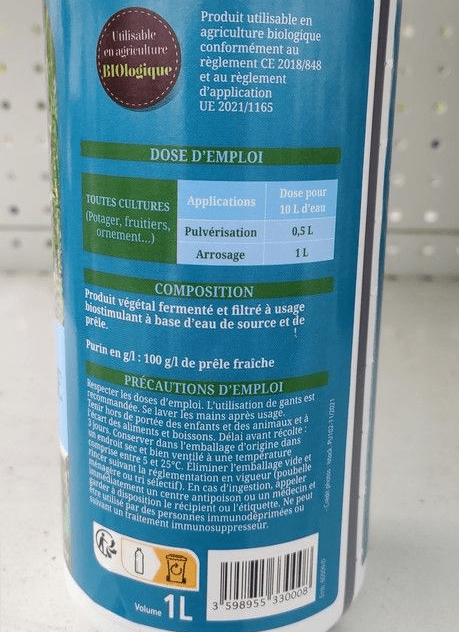 Utilisable
en agriculture
BIOlogique
Produit utilisable en
agriculture biologique
conformément au
règlement CE 2018/848
et au règlement
d'application
UE 2021/1165
DOSE D'EMPLOI
TOUTES CULTURES
(Potager, fruitiers,
ornement...)
Applications
Dose pour
10 L d'eau
Pulvérisation
0,5 L
Arrosage
1 L
COMPOSITION
Produit végétal fermenté et filtré à usage
biostimulant à base d'eau de source et de
prêle.
Purin en g/l : 100 g/l de prêle fraîche
PRÉCAUTIONS D'EMPLOI
Respecter les doses d'emploi. L'utilisation de gants est
recommandée. Se laver les mains après usage.
Tenir hors de portée des enfants et des animaux et à
l'écart des aliments et boissons. Délai avant récolte :
3 jours. Conserver dans l'emballage d'origine dans
un endroit sec et bien ventilé à une température
comprise entre 5 et 25°C. Éliminer l'emballage vide et
rincer suivant la réglementation en vigueur (poubelle
ménagère ou tri sélectif). En cas d'ingestion, appeler
immédiatement un centre antipoison ou un médecin et
garder à disposition le récipient ou l'étiquette. Ne peut
être utilisé par des personnes immunodéprimées ou
suivant un traitement immunosuppresseur.
Volume 1L
3 598955 330008